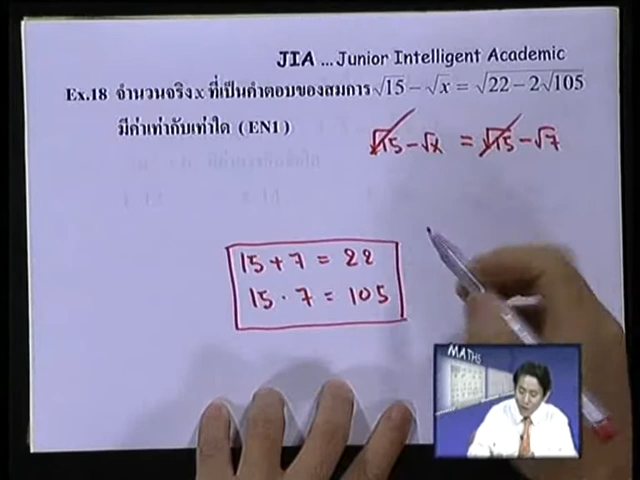 JIA ... Junior Intelligent Academic
Ex.18 จำนวนจริง x ที่เป็นคำตอบของสมการ √15 − √x = √(22 − 2√105)
มีค่าเท่ากับเท่าใด (EN1)
√15 − √x = √15 − √7
15 + 7 = 22
15 · 7 = 105
MATHS